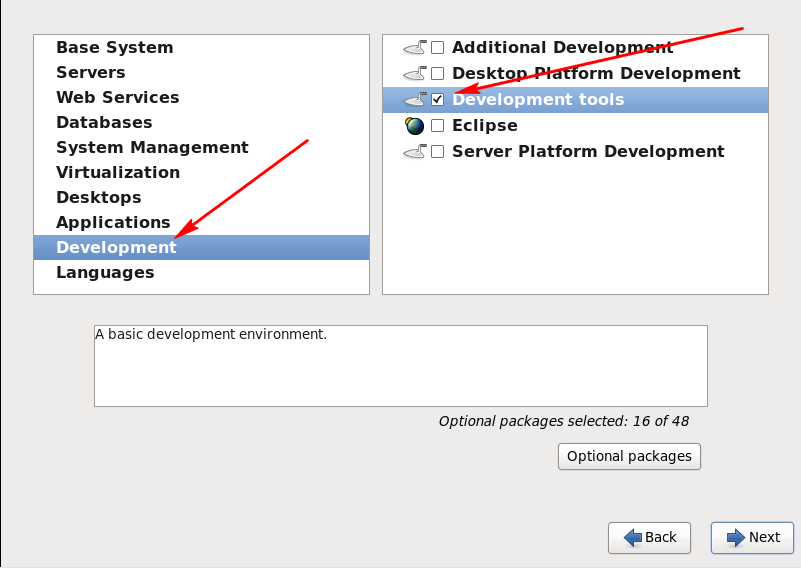 Base System
Servers
Web Services
Databases
System Management
Virtualization
Desktops
Applications
Development
Languages
Additional Development
Desktop Platform Development
Development tools
Eclipse
Server Platform Development
A basic development environment.
Optional packages selected: 16 of 48
Optional packages
Back
Next